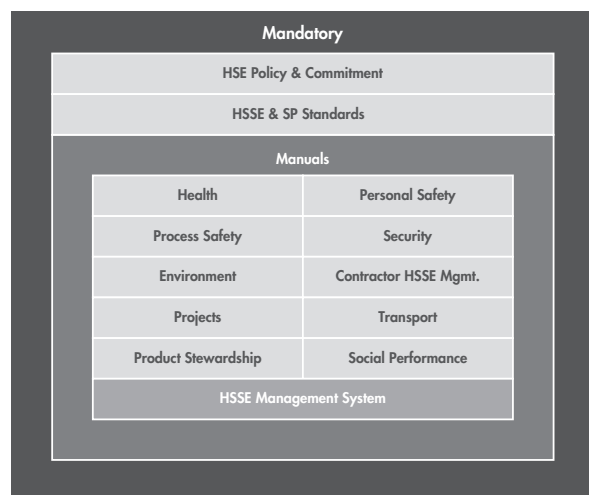 Mandatory
HSE Policy & Commitment
HSSE & SP Standards
Manuals
Health
Personal Safety
Process Safety
Security
Environment
Contractor HSSE Mgmt.
Projects
Transport
Product Stewardship
Social Performance
HSSE Management System